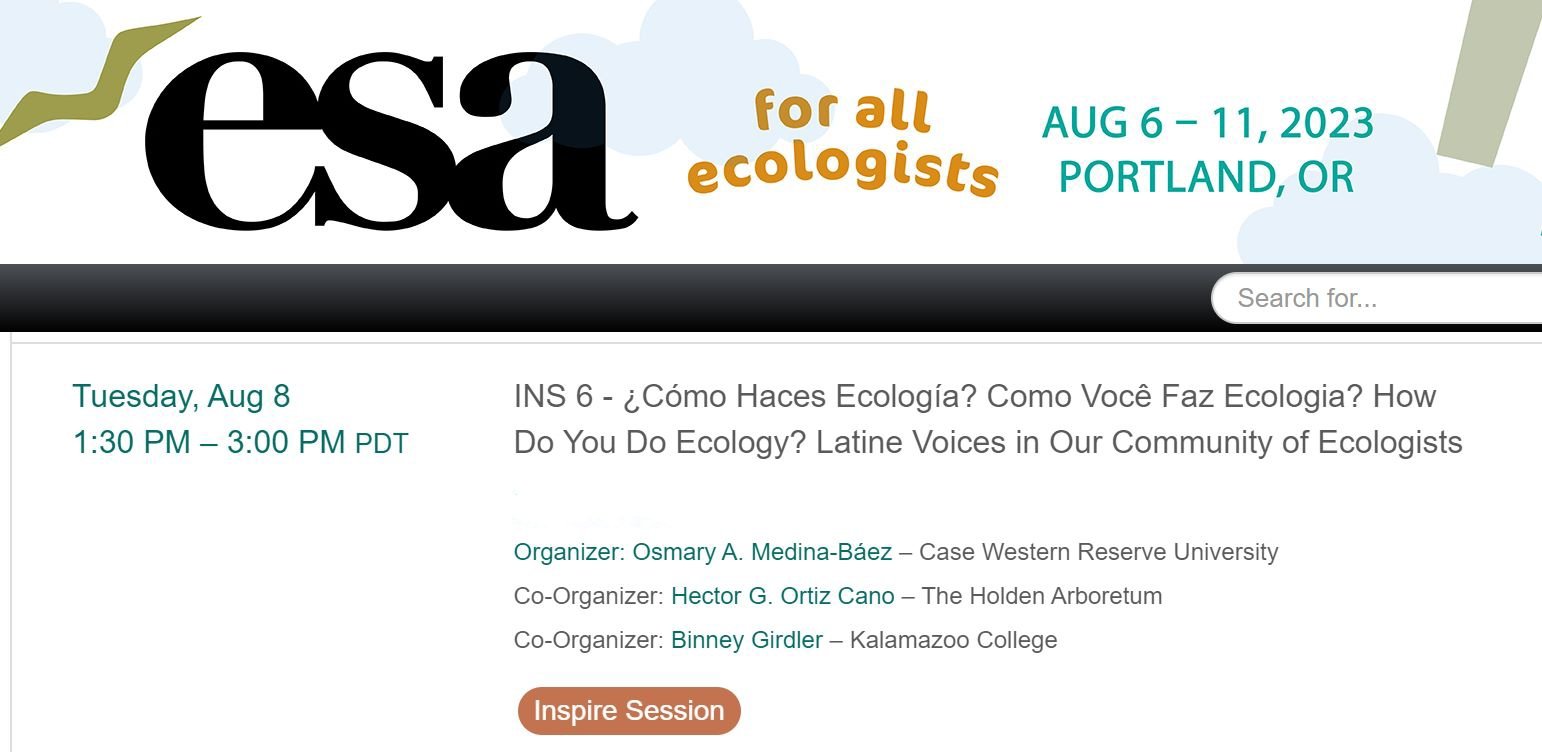 esa
for all
ecologists
AUG 6 – 11, 2023
PORTLAND, OR
Search for...
Tuesday, Aug 8
1:30 PM – 3:00 PM PDT
INS 6 - ¿Cómo Haces Ecología? Como Você Faz Ecologia? How
Do You Do Ecology? Latine Voices in Our Community of Ecologists
Organizer: Osmary A. Medina-Báez – Case Western Reserve University
Co-Organizer: Hector G. Ortiz Cano – The Holden Arboretum
Co-Organizer: Binney Girdler – Kalamazoo College
Inspire Session